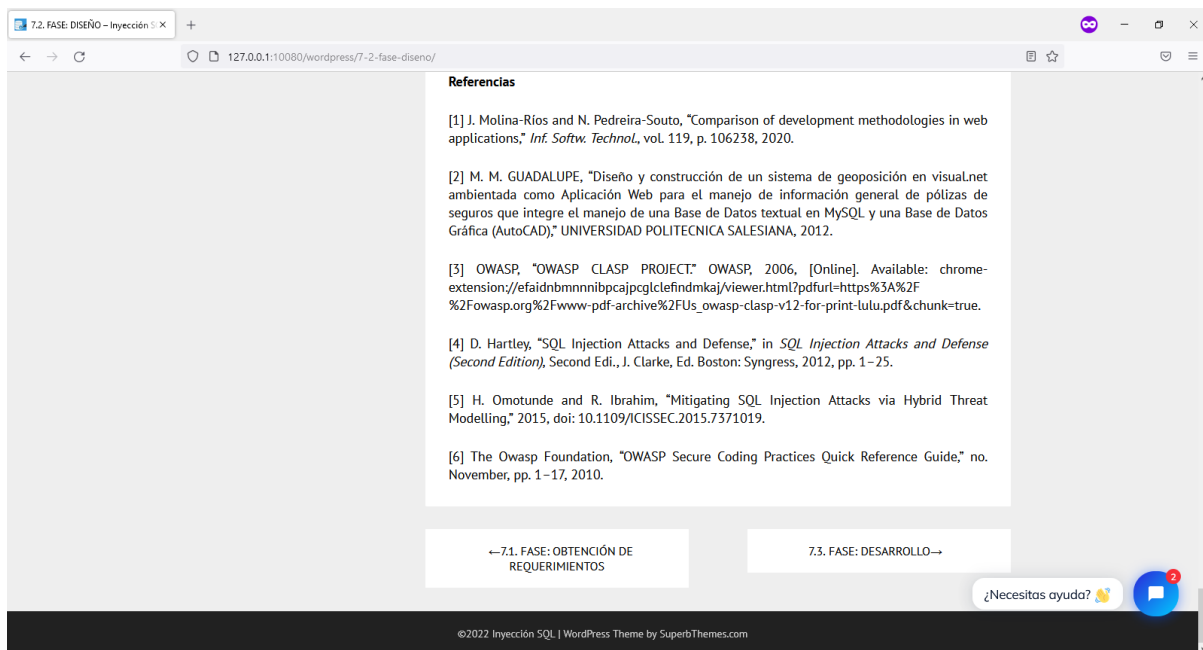 7.2. FASE: DISEÑO – Inyección S
127.0.0.1:10080/wordpress/7-2-fase-diseno/
Referencias
[1] J. Molina-Ríos and N. Pedreira-Souto, “Comparison of development methodologies in web
applications,” Inf. Softw. Technol., vol. 119, p. 106238, 2020.
[2] M. M. GUADALUPE, “Diseño y construcción de un sistema de geoposición en visual.net
ambientada como Aplicación Web para el manejo de información general de pólizas de
seguros que integre el manejo de una Base de Datos textual en MySQL y una Base de Datos
Gráfica (AutoCAD),” UNIVERSIDAD POLITECNICA SALESIANA, 2012.
[3] OWASP, “OWASP CLASP PROJECT.” OWASP, 2006, [Online]. Available: chrome-
extension://efaidnbmnnnibpcajpcglclefindmkaj/viewer.html?pdfurl=https%3A%2F
%2Fowasp.org%2Fwww-pdf-archive%2FUs_owasp-clasp-v12-for-print-lulu.pdf&chunk=true.
[4] D. Hartley, “SQL Injection Attacks and Defense,” in SQL Injection Attacks and Defense
(Second Edition), Second Edi., J. Clarke, Ed. Boston: Syngress, 2012, pp. 1–25.
[5] H. Omotunde and R. Ibrahim, “Mitigating SQL Injection Attacks via Hybrid Threat
Modelling,” 2015, doi: 10.1109/ICISSEC.2015.7371019.
[6] The Owasp Foundation, “OWASP Secure Coding Practices Quick Reference Guide,” no.
November, pp. 1–17, 2010.
←7.1. FASE: OBTENCIÓN DE
REQUERIMIENTOS
7.3. FASE: DESARROLLO→
¿Necesitas ayuda? 👋
2
©2022 Inyección SQL | WordPress Theme by SuperbThemes.com